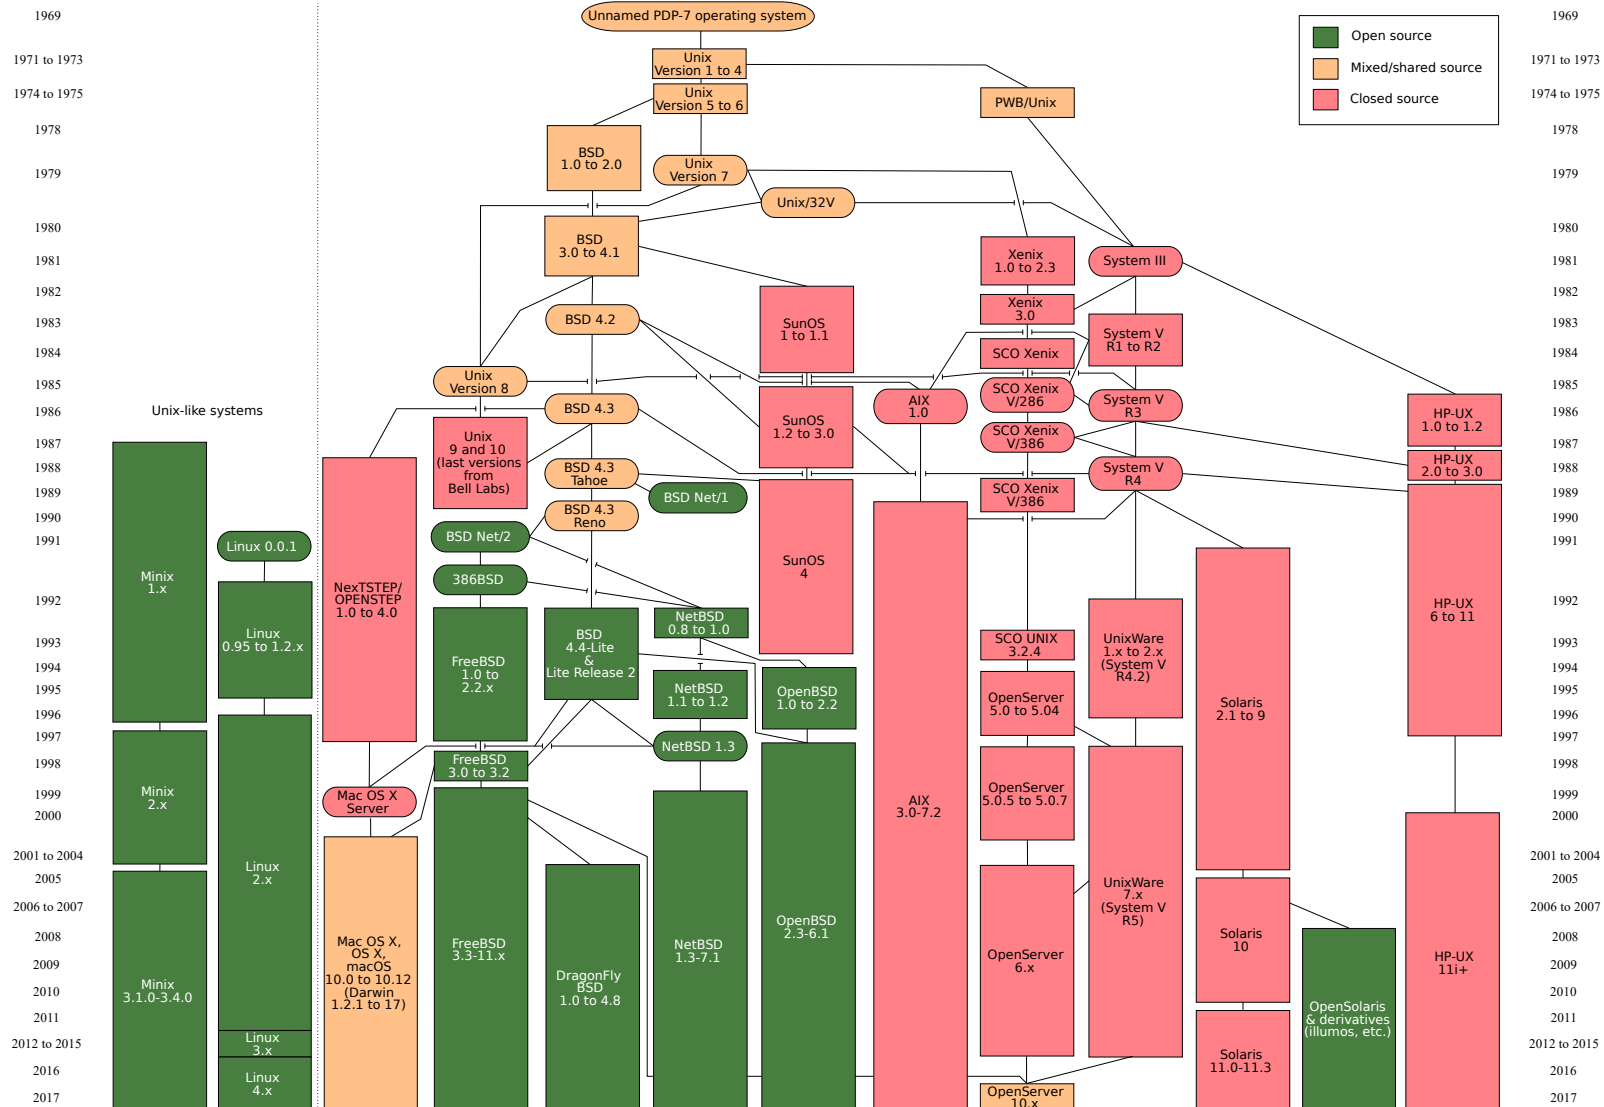 1969
Unnamed PDP-7 operating system
1969
Open source
Mixed/shared source
Closed source
1971 to 1973
Unix
Version 1 to 4
1971 to 1973
1974 to 1975
Unix
Version 5 to 6
PWB/Unix
1974 to 1975
1978
BSD
1.0 to 2.0
1978
1979
Unix
Version 7
1979
Unix/32V
1980
BSD
3.0 to 4.1
1980
1981
Xenix
1.0 to 2.3
System III
1981
1982
Xenix
3.0
1982
1983
BSD 4.2
SunOS
1 to 1.1
System V
R1 to R2
1983
1984
SCO Xenix
1984
1985
Unix
Version 8
SCO Xenix
V/286
1985
1986
Unix-like systems
BSD 4.3
AIX
1.0
System V
R3
HP-UX
1.0 to 1.2
1986
SunOS
1.2 to 3.0
1987
Unix
9 and 10
(last versions
from
Bell Labs)
SCO Xenix
V/386
1987
1988
BSD 4.3
Tahoe
System V
R4
HP-UX
2.0 to 3.0
1988
1989
BSD Net/1
SCO Xenix
V/386
1989
1990
BSD 4.3
Reno
1990
1991
Linux 0.0.1
BSD Net/2
1991
Minix
1.x
386BSD
SunOS
4
NexTSTEP/
OPENSTEP
1.0 to 4.0
1992
HP-UX
6 to 11
1992
NetBSD
0.8 to 1.0
1993
Linux
0.95 to 1.2.x
BSD
4.4-Lite
&
Lite Release 2
SCO UNIX
3.2.4
UnixWare
1.x to 2.x
(System V
R4.2)
1993
1994
FreeBSD
1.0 to
2.2.x
1994
1995
NetBSD
1.1 to 1.2
OpenBSD
1.0 to 2.2
OpenServer
5.0 to 5.04
Solaris
2.1 to 9
1995
1996
1996
1997
NetBSD 1.3
1997
1998
FreeBSD
3.0 to 3.2
1998
1999
Minix
2.x
Mac OS X
Server
AIX
3.0-7.2
OpenServer
5.0.5 to 5.0.7
1999
2000
2000
2001 to 2004
Linux
2.x
2001 to 2004
2005
UnixWare
7.x
(System V
R5)
2005
2006 to 2007
2006 to 2007
2008
Mac OS X,
OS X,
macOS
10.0 to 10.12
(Darwin
1.2.1 to 17)
FreeBSD
3.3-11.x
NetBSD
1.3-7.1
OpenBSD
2.3-6.1
OpenServer
6.x
Solaris
10
HP-UX
11i+
2008
2009
2009
2010
Minix
3.1.0-3.4.0
DragonFly
BSD
1.0 to 4.8
2010
2011
OpenSolaris
& derivatives
(illumos, etc.)
2011
2012 to 2015
Linux
3.x
2012 to 2015
2016
Linux
4.x
Solaris
11.0-11.3
2016
2017
OpenServer
10.x
2017